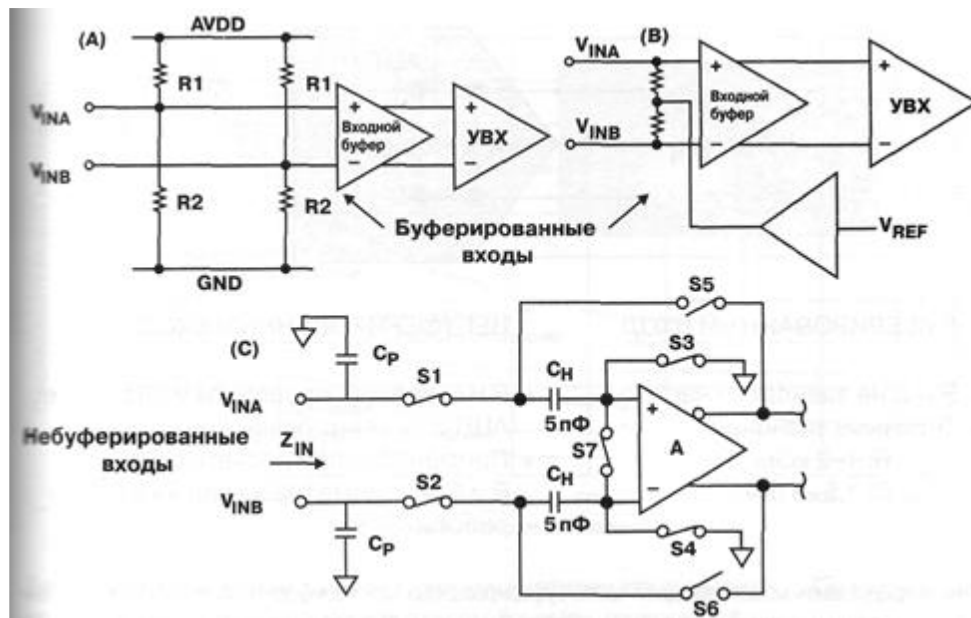 (A)
AVDD
R1
R1
VINA
VINB
Входной
буфер
УВХ
R2
R2
GND
(B)
VINA
VINB
Входной
буфер
УВХ
VREF
Буферированные
входы
(C)
CP
S1
VINA
Небуферированные
входы
ZIN
VINB
S2
CP
S5
S3
CH
5 пФ
S7
CH
5 пФ
A
S4
S6